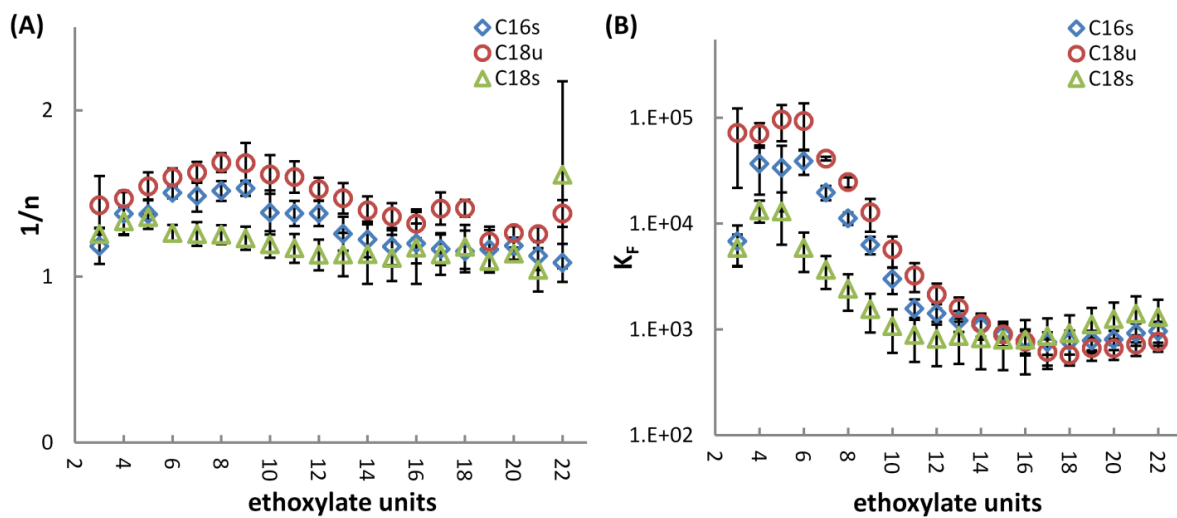 (A)
C16s
C18u
C18s
2
1
0
1/n
2 4 6 8 10 12 14 16 18 20 22
ethoxylate units
(B)
C16s
C18u
C18s
1.E+05
1.E+04
1.E+03
1.E+02
KF
2 4 6 8 10 12 14 16 18 20 22
ethoxylate units